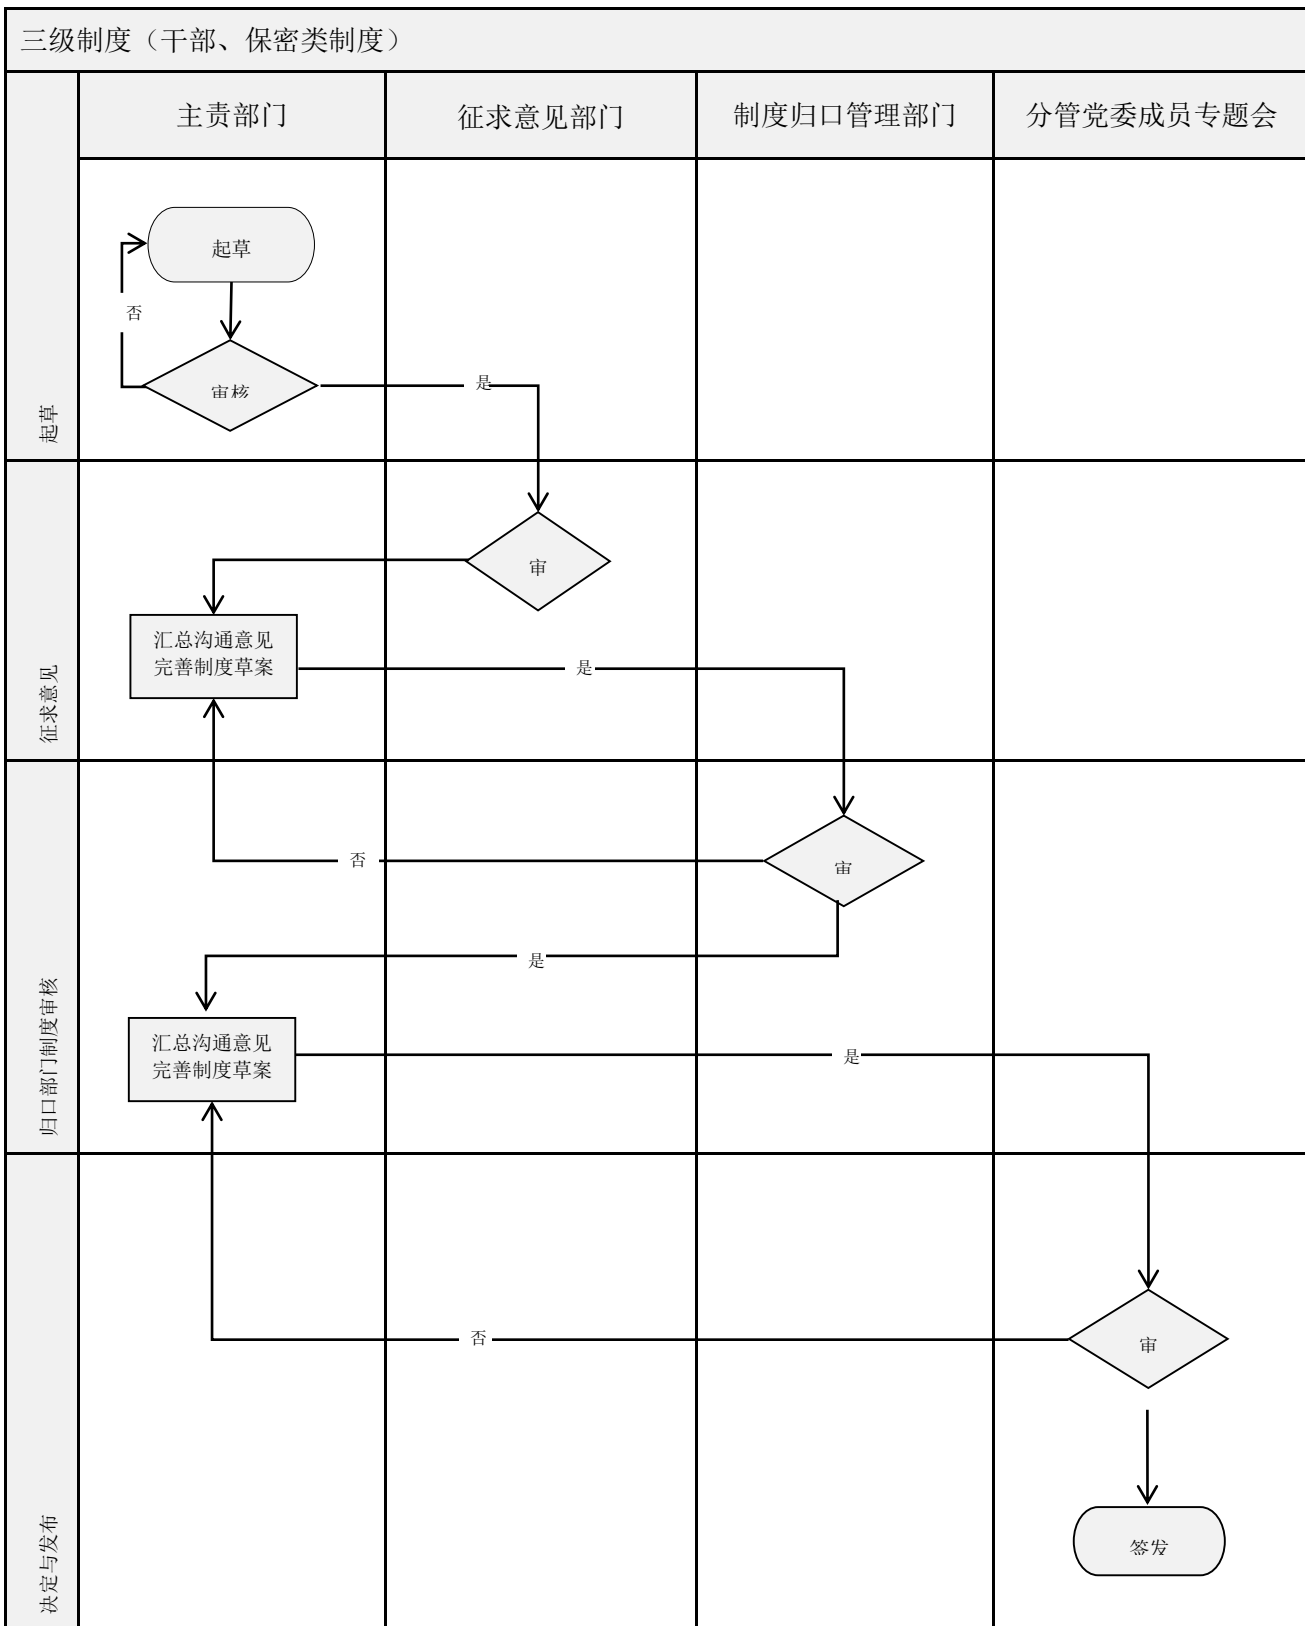 三级制度（干部、保密类制度）
主责部门
征求意见部门
制度归口管理部门
分管党委成员专题会
起草
起草
否
审核
是
征求意见
审
汇总沟通意见
完善制度草案
是
归口部门制度审核
审
否
是
汇总沟通意见
完善制度草案
是
决定与发布
审
否
签发